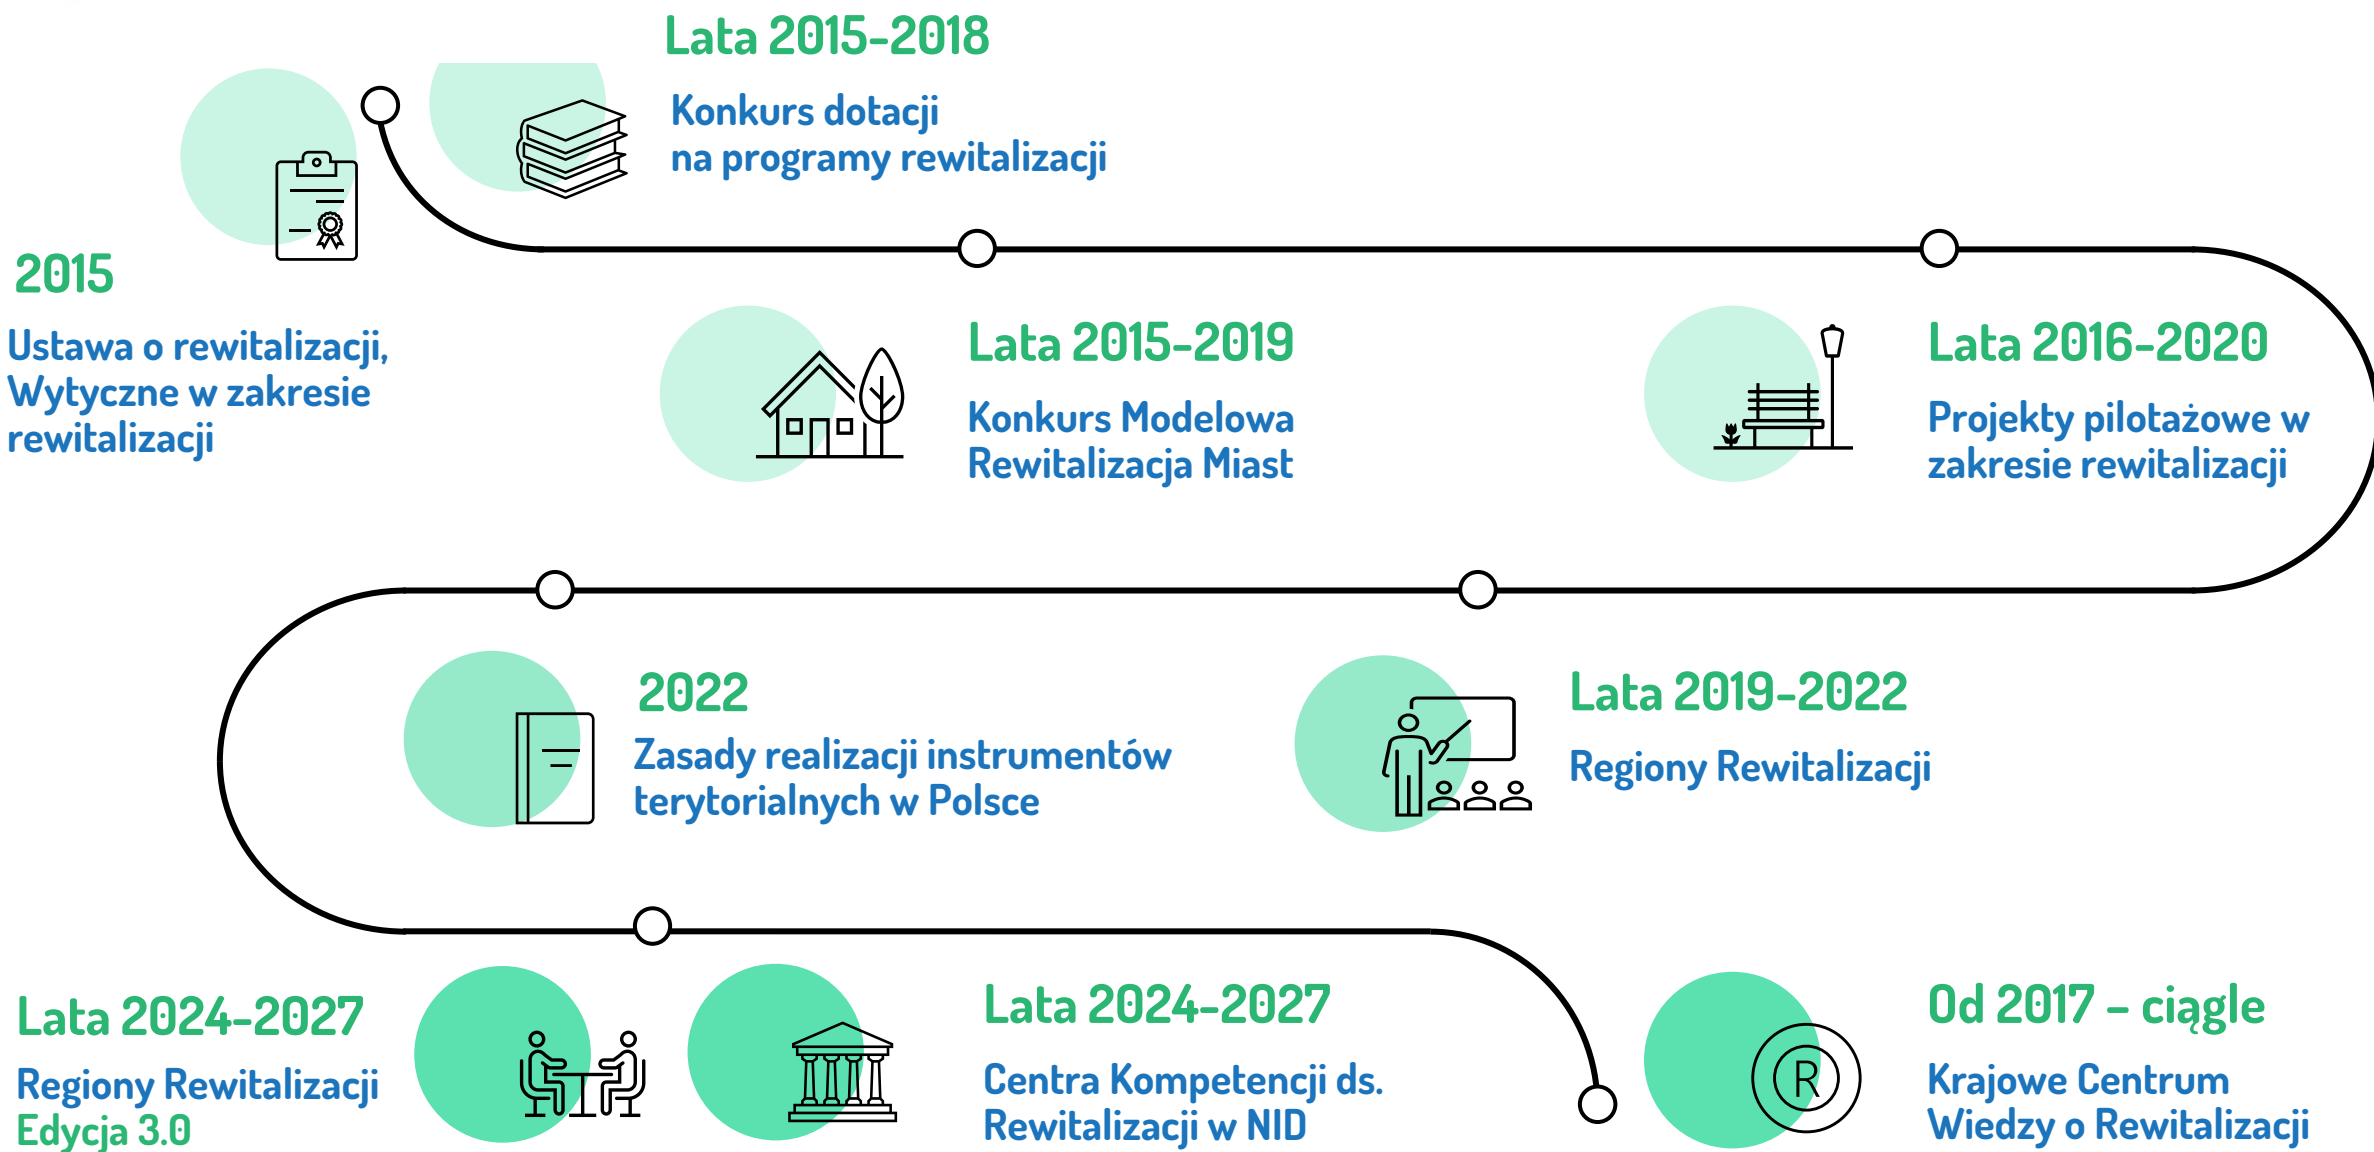 2015
Ustawa o rewitalizacji,
Wytyczne w zakresie
rewitalizacji
Lata 2015-2018
Konkurs dotacji
na programy rewitalizacji
Lata 2015-2019
Konkurs Modelowa
Rewitalizacja Miast
Lata 2016-2020
Projekty pilotażowe w
zakresie rewitalizacji
Lata 2019-2022
Regiony Rewitalizacji
2022
Zasady realizacji instrumentów
terytorialnych w Polsce
Lata 2024-2027
Regiony Rewitalizacji
Edycja 3.0
Lata 2024-2027
Centra Kompetencji ds.
Rewitalizacji w NID
R
Od 2017 – ciągle
Krajowe Centrum
Wiedzy o Rewitalizacji